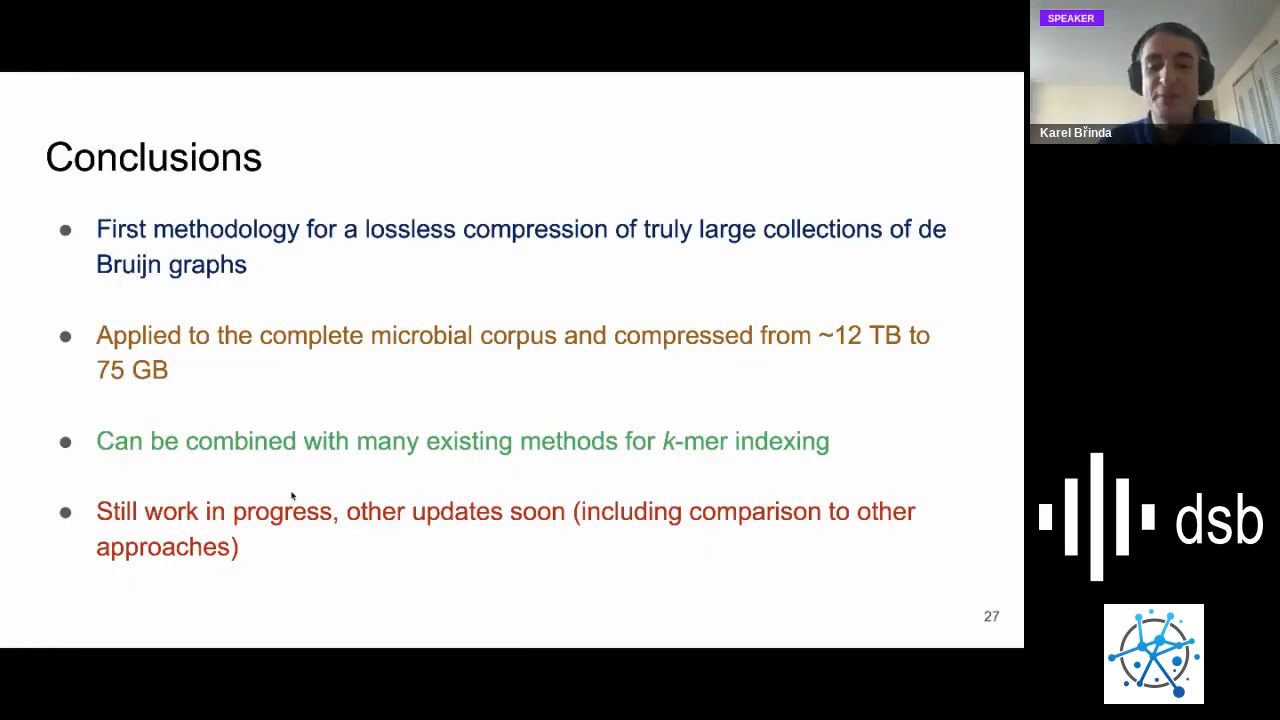 SPEAKER
Karel Břinda
Conclusions
● First methodology for a lossless compression of truly large collections of de
Bruijn graphs
● Applied to the complete microbial corpus and compressed from ~12 TB to
75 GB
● Can be combined with many existing methods for k-mer indexing
● Still work in progress, other updates soon (including comparison to other
approaches)
27
dsb